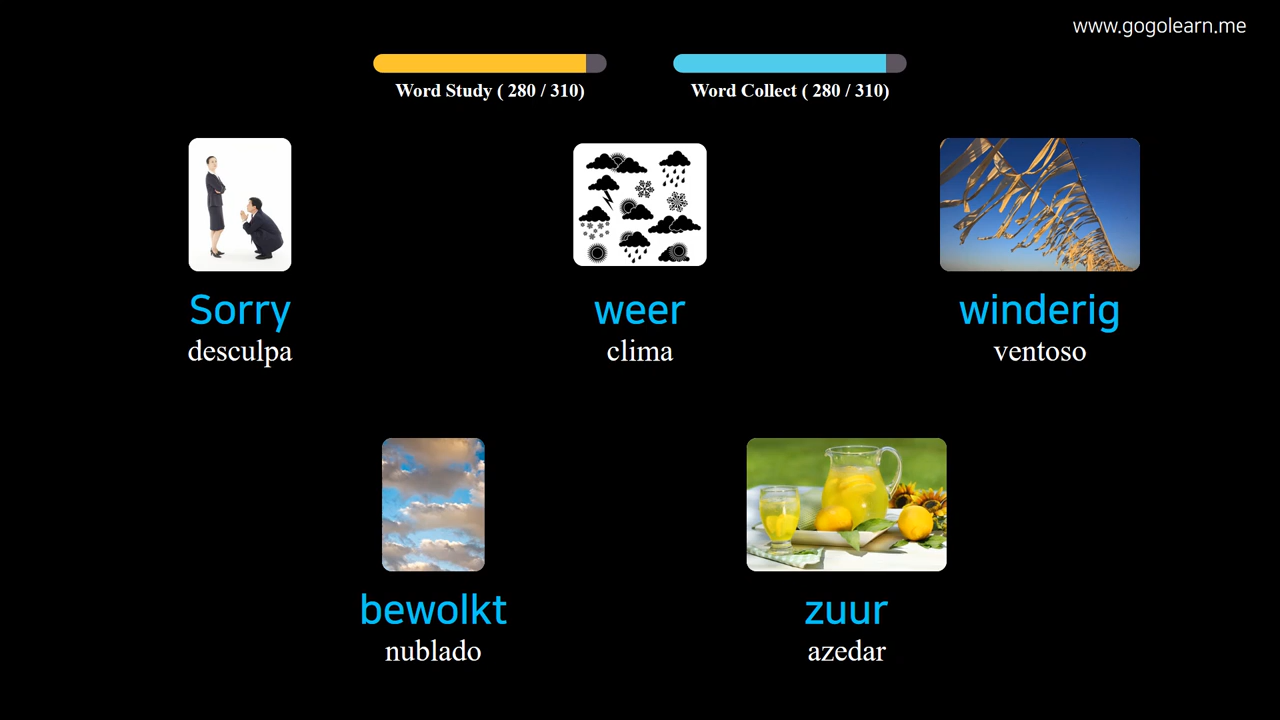 www.gogolearn.me
Word Study ( 280 / 310)
Word Collect ( 280 / 310)
Sorry
desculpa
weer
clima
winderig
ventoso
bewolkt
nublado
zuur
azedar